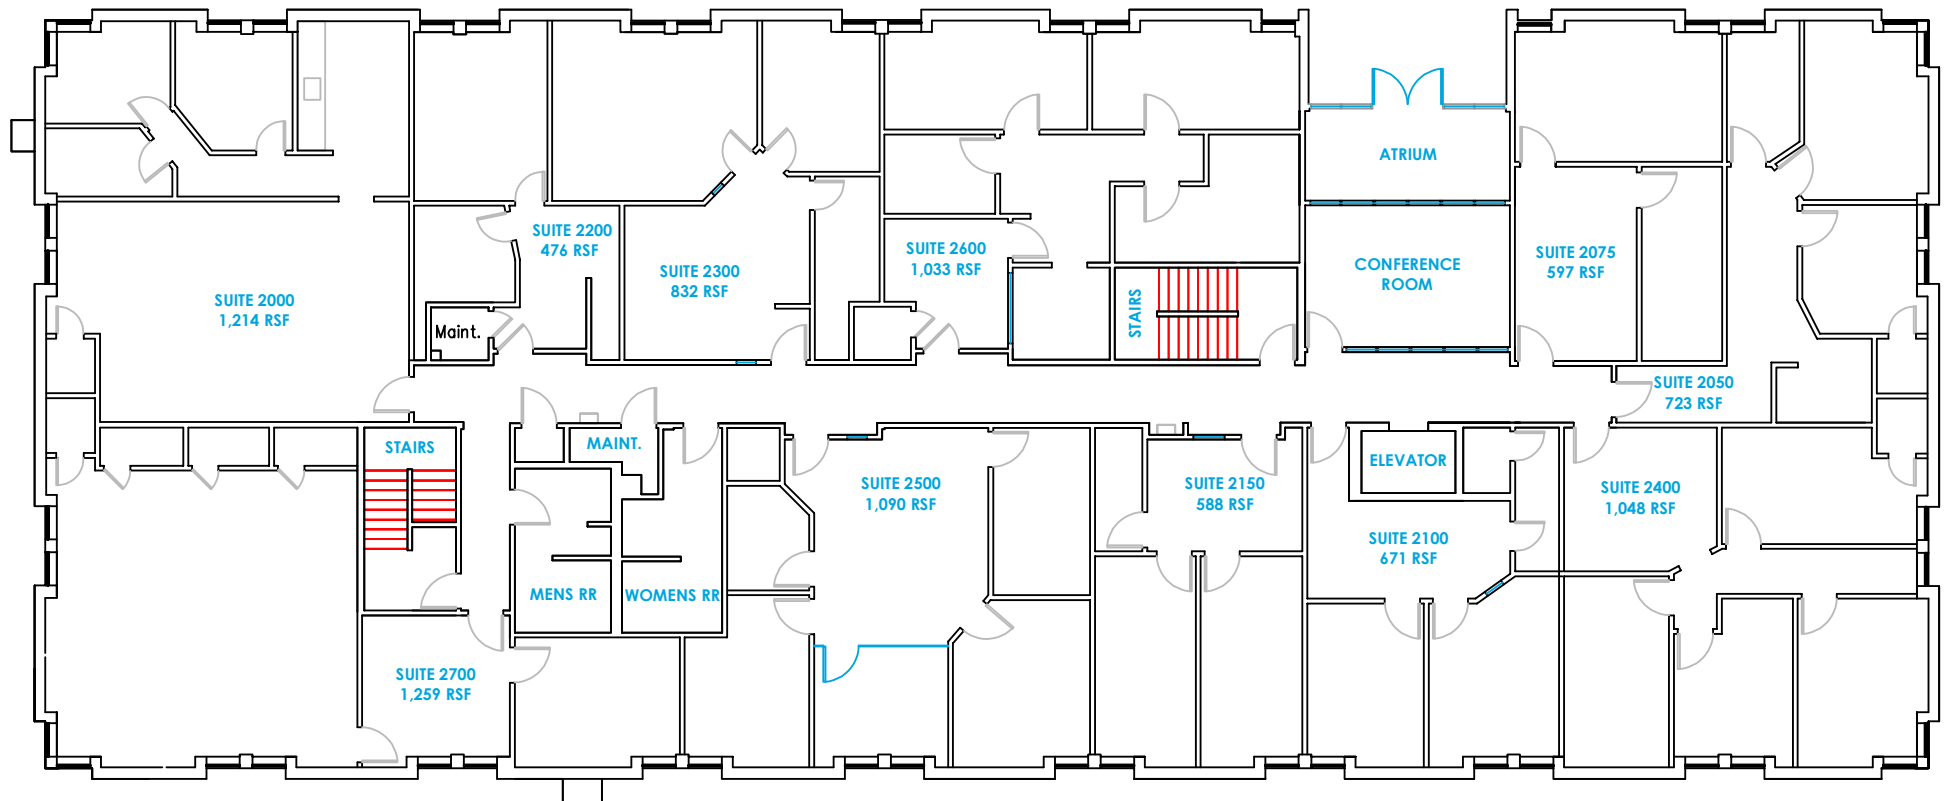 ATRIUM
SUITE 2200
476 RSF
SUITE 2300
832 RSF
SUITE 2600
1,033 RSF
CONFERENCE
ROOM
SUITE 2075
597 RSF
SUITE 2000
1,214 RSF
Maint.
STAIRS
SUITE 2050
723 RSF
STAIRS
MAINT.
ELEVATOR
SUITE 2500
1,090 RSF
SUITE 2150
588 RSF
SUITE 2400
1,048 RSF
SUITE 2100
671 RSF
MENS RR
WOMENS RR
SUITE 2700
1,259 RSF